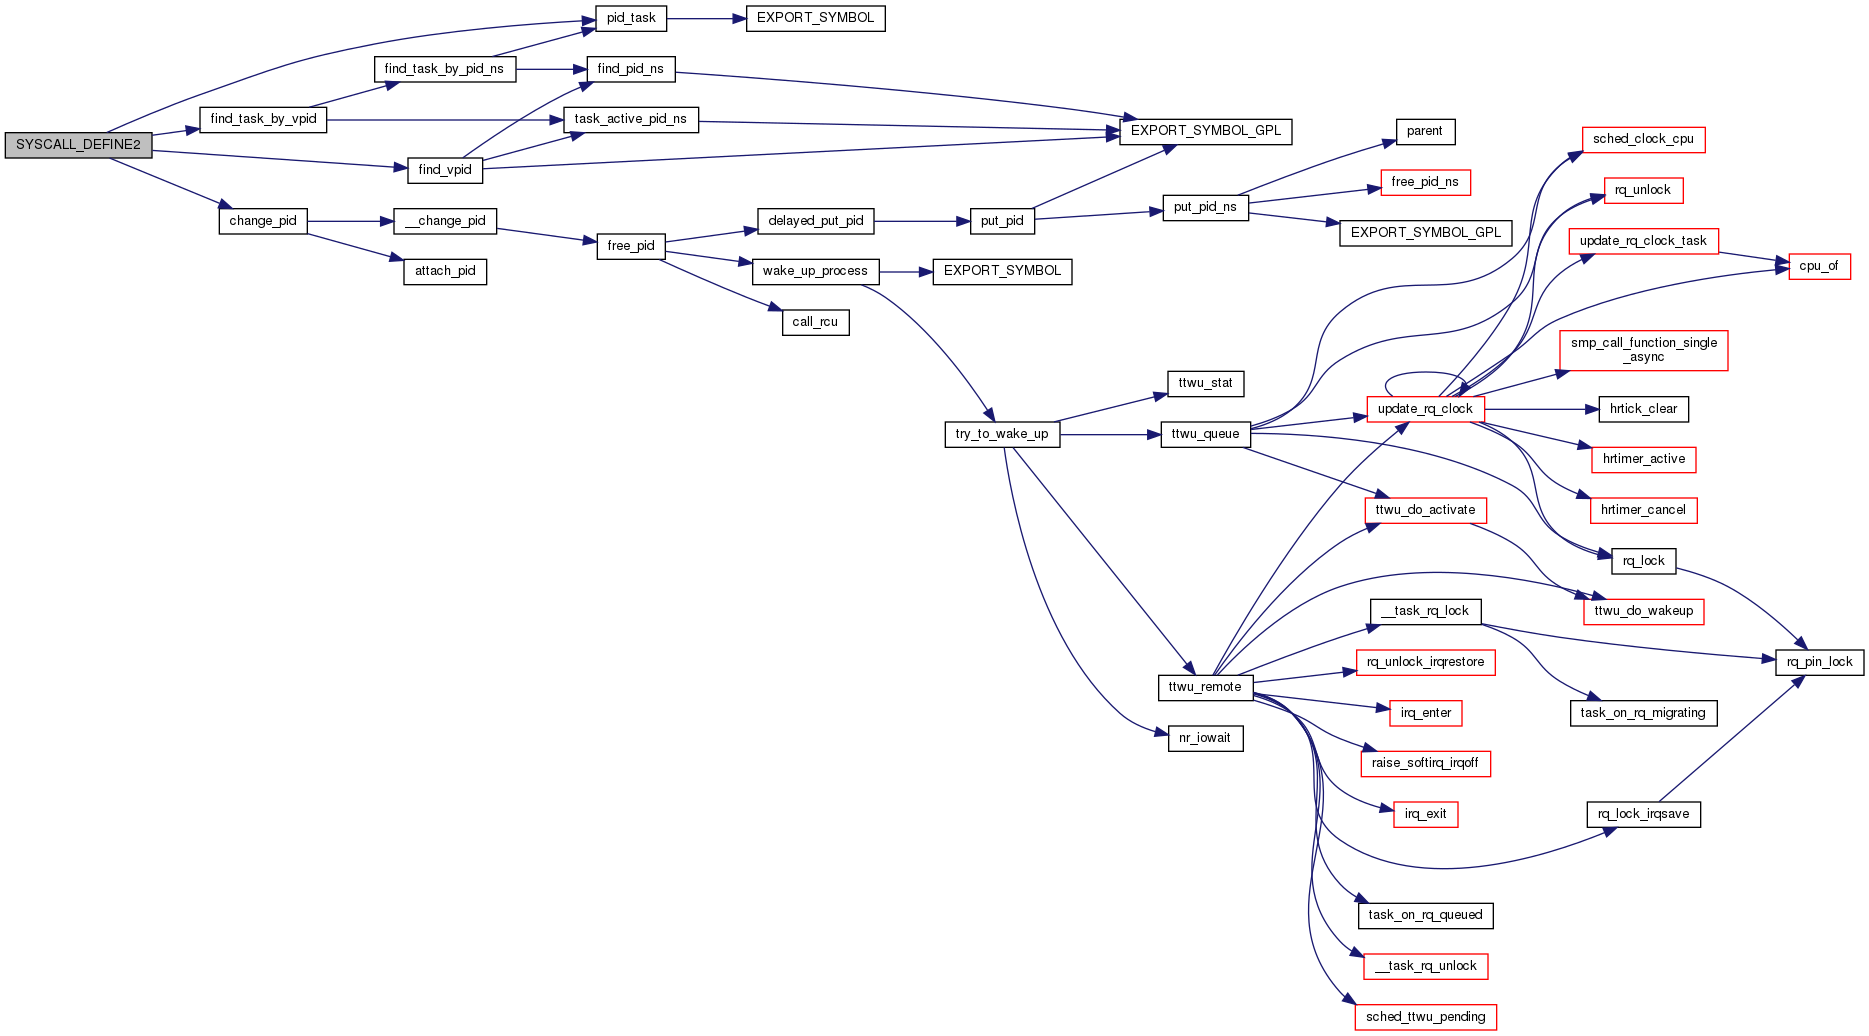 pid_task
EXPORT_SYMBOL
find_task_by_pid_ns
find_pid_ns
find_task_by_vpid
task_active_pid_ns
EXPORT_SYMBOL_GPL
parent
sched_clock_cpu
SYSCALL_DEFINE2
find_vpid
free_pid_ns
rq_unlock
change_pid
__change_pid
delayed_put_pid
put_pid
put_pid_ns
EXPORT_SYMBOL_GPL
update_rq_clock_task
free_pid
attach_pid
wake_up_process
EXPORT_SYMBOL
cpu_of
call_rcu
smp_call_function_single
_async
ttwu_stat
update_rq_clock
hrtick_clear
try_to_wake_up
ttwu_queue
hrtimer_active
ttwu_do_activate
hrtimer_cancel
rq_lock
__task_rq_lock
ttwu_do_wakeup
rq_unlock_irqrestore
rq_pin_lock
ttwu_remote
irq_enter
task_on_rq_migrating
nr_iowait
raise_softirq_irqoff
irq_exit
rq_lock_irqsave
task_on_rq_queued
__task_rq_unlock
sched_ttwu_pending